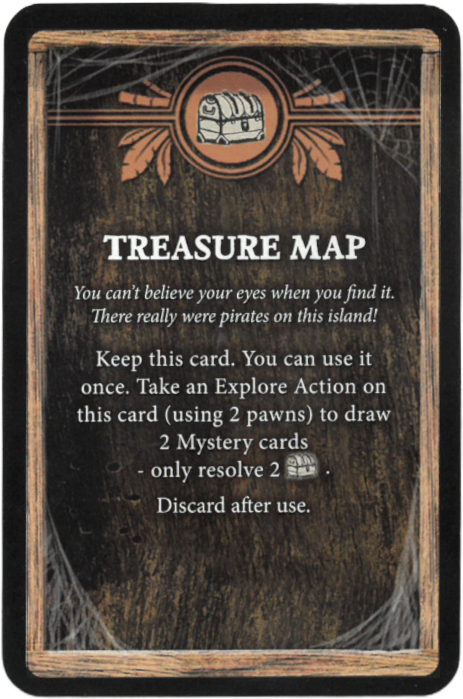 TREASURE MAP
You can't believe your eyes when you find it.
There really were pirates on this island!
Keep this card. You can use it
once. Take an Explore Action on
this card (using 2 pawns) to draw
2 Mystery cards
- only resolve 2 .
Discard after use.